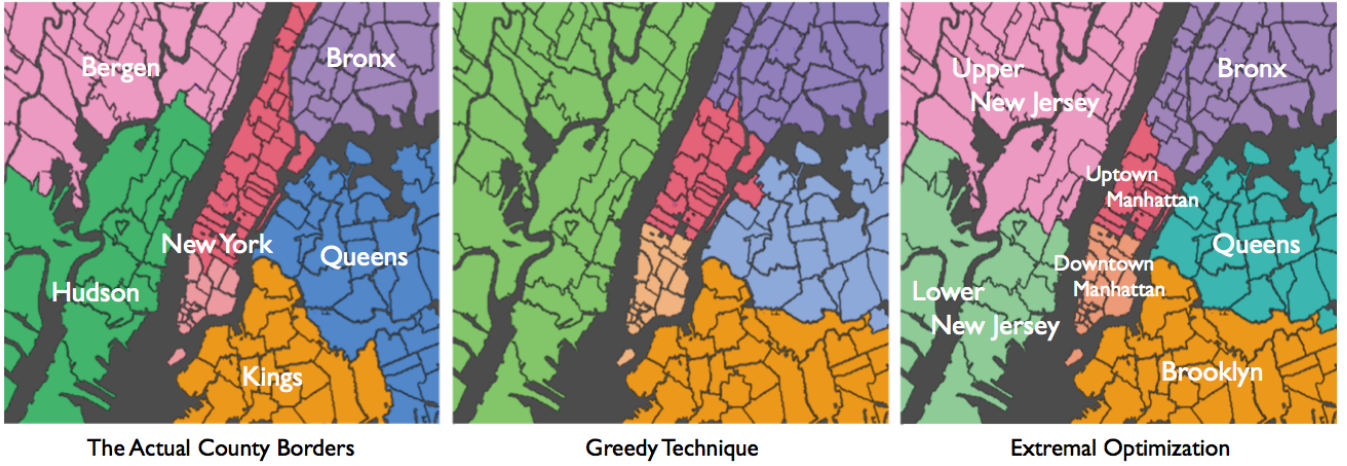 Bergen
Bronx
New York
Queens
Hudson
Kings
The Actual County Borders
Greedy Technique
Upper
New Jersey
Bronx
Uptown
Manhattan
Queens
Downtown
Manhattan
Lower
New Jersey
Brooklyn
Extremal Optimization